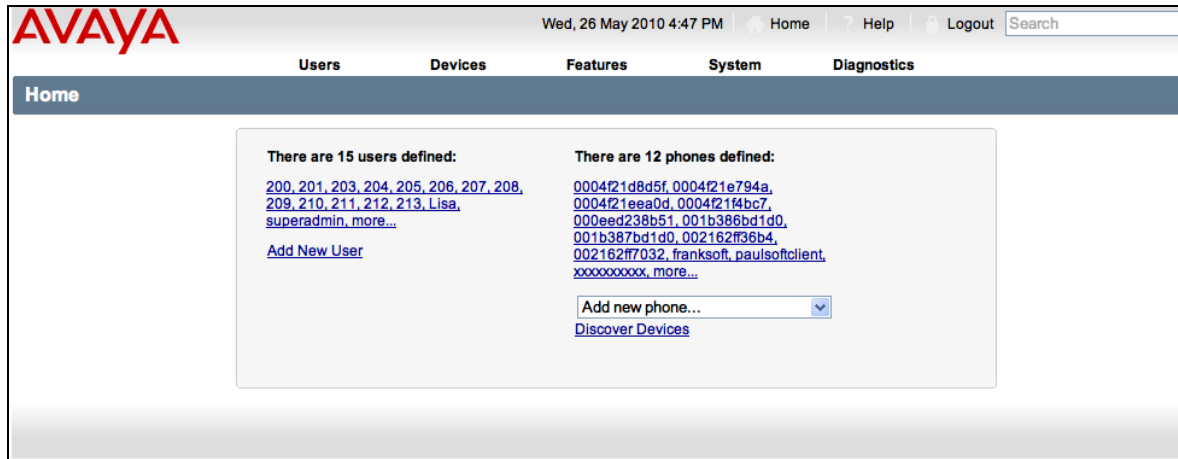 AVAYA
Wed, 26 May 2010 4:47 PM Home Help Logout Search
Users Devices Features System Diagnostics
Home
There are 15 users defined:
200, 201, 203, 204, 205, 206, 207, 208,
209, 210, 211, 212, 213, Lisa,
superadmin, more...
Add New User
There are 12 phones defined:
0004f21d8d5f, 0004f21e794a,
0004f21eea0d, 0004f21f4bc7,
000eed238b51, 001b386bd1d0,
001b387bd1d0, 002162ff36b4,
002162ff7032, franksoft, paulsoftclient,
xxxxxxxxxx, more...
Add new phone...
Discover Devices